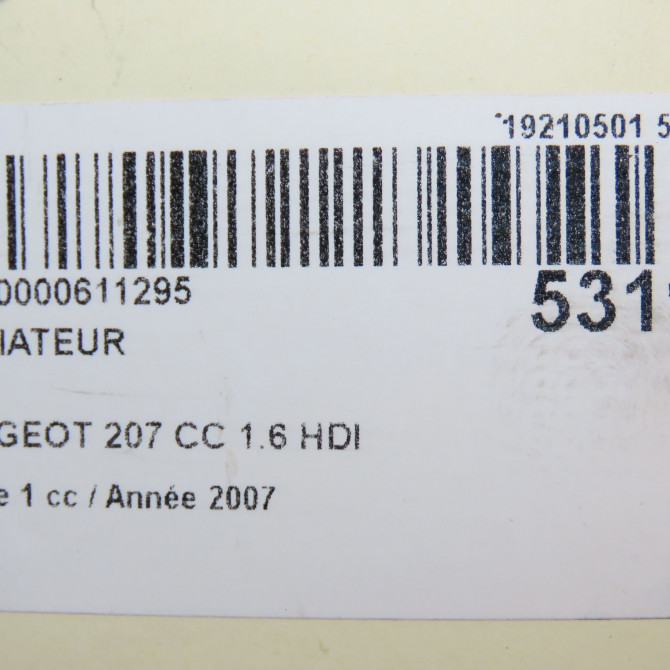 *19210501 5
0000611295
531
IATEUR
GEOT 207 CC 1.6 HDI
e 1 cc / Année 2007